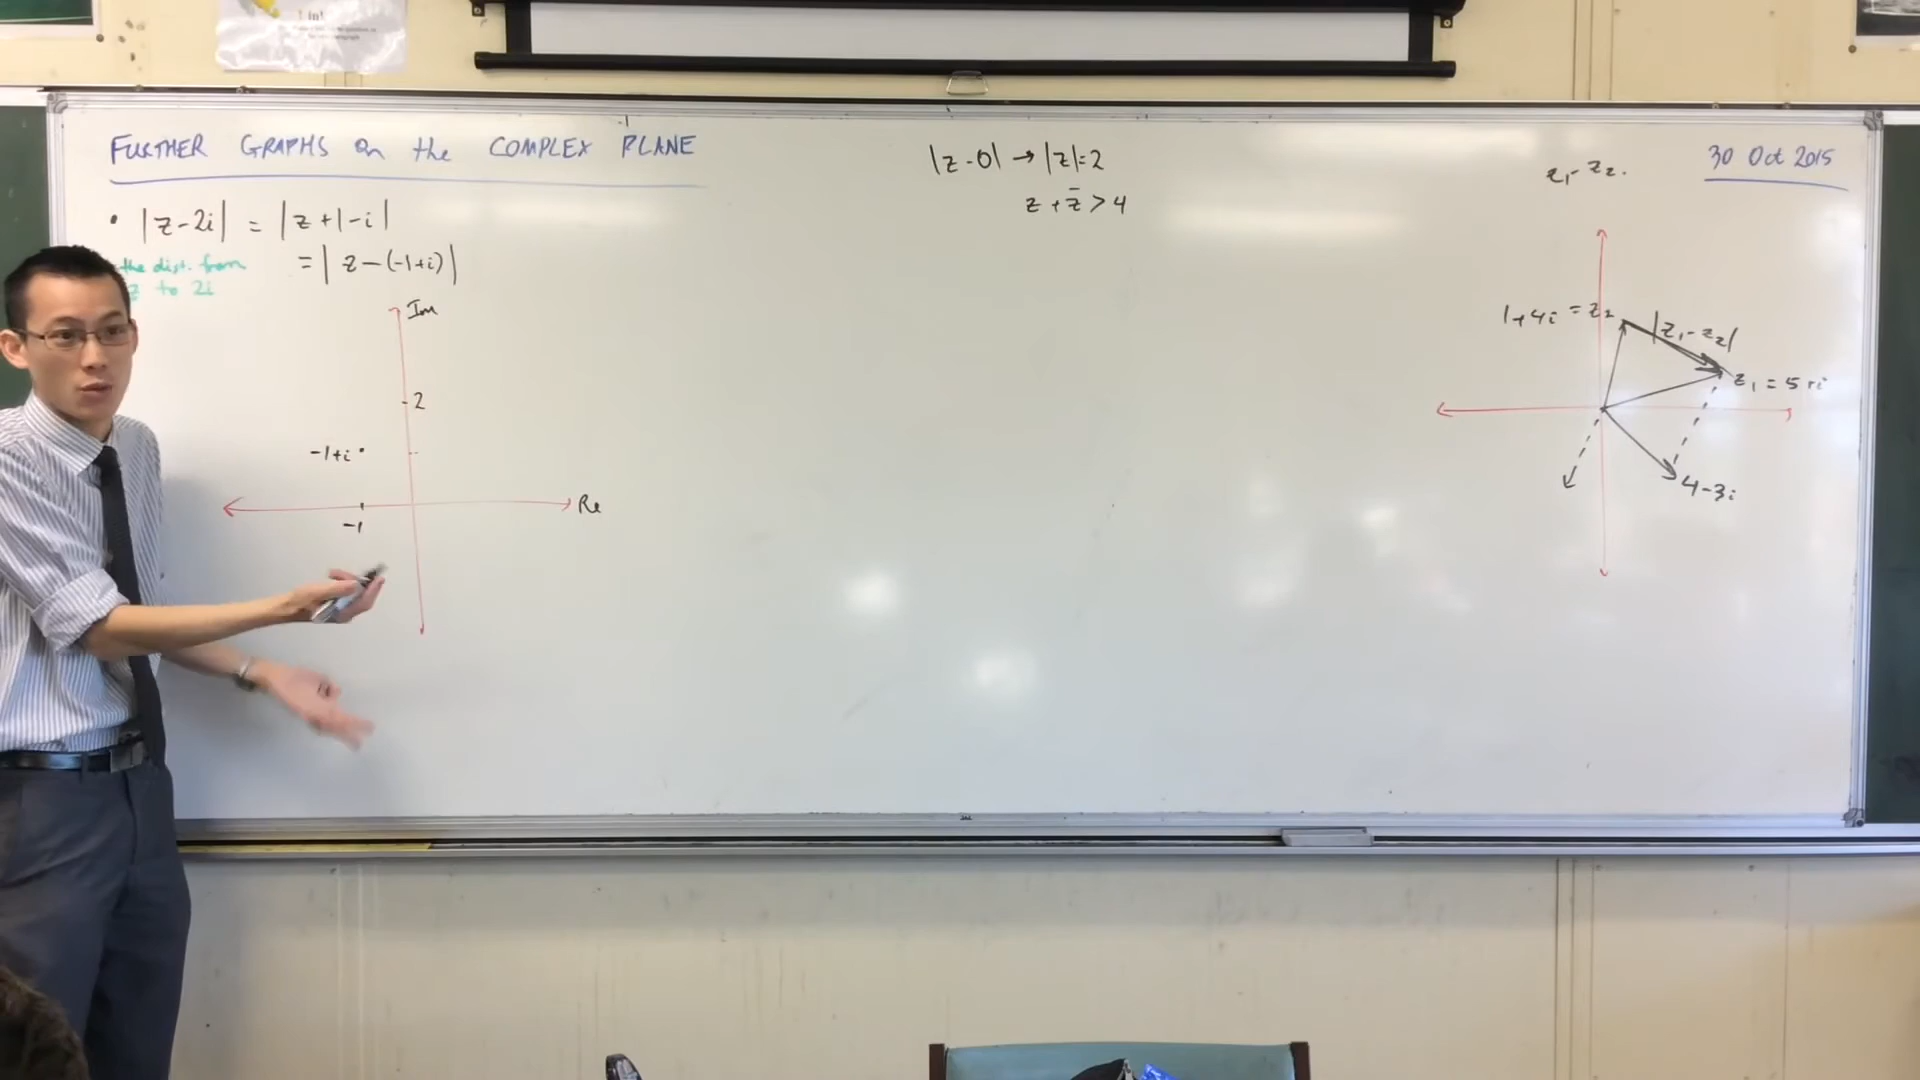 FURTHER GRAPHS on the COMPLEX PLANE
• |z-2i| = |z+1-i|
the dist. from
z to 2i
= |z-(-1+i)|
Im
2
-1+i
-1
Re
|z-0| → |z|=2
z + z̄ > 4
z₁-z₂.
30 Oct 2015
1+4i = z₂
|z₁-z₂|
z₁ = 5+i
4-3i